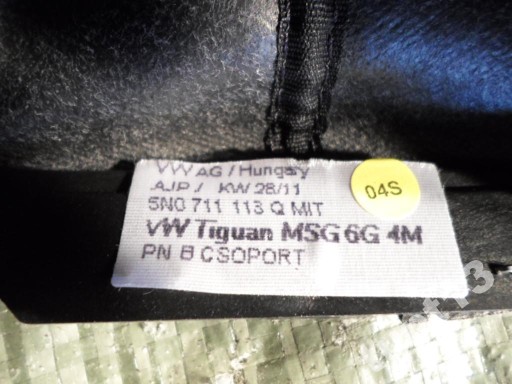 VW AG / Hungary
AJP / KW 28/11
5N0 711 113 Q MIT
VW Tiguan MSG 6G 4M
PN B CSOPORT
04S